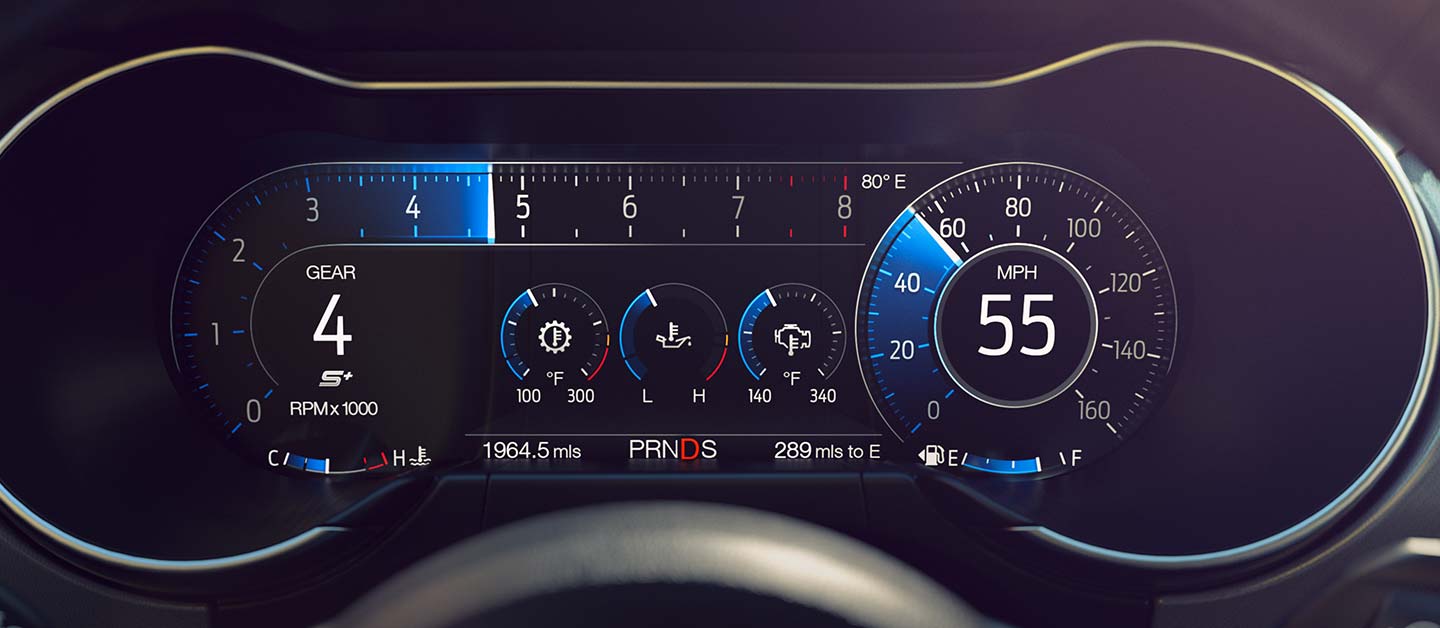 0 1 2 3 4 5 6 7 8
80° E
GEAR
4
S+
RPM x 1000
C H
°F
100 300
L H
°F
140 340
0 20 40 60 80 100 120 140 160
MPH
55
1964.5 mls
PRNDS
289 mls to E
E F